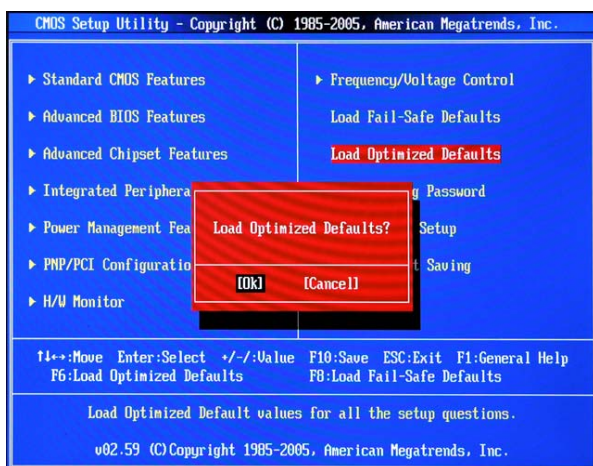 CMOS Setup Utility - Copyright (C) 1985-2005, American Megatrends, Inc.
▶ Standard CMOS Features
▶ Advanced BIOS Features
▶ Advanced Chipset Features
▶ Integrated Periphera
▶ Power Management Fea
▶ PNP/PCI Configuratio
▶ H/W Monitor
▶ Frequency/Voltage Control
Load Fail-Safe Defaults
Load Optimized Defaults
Password
Setup
Saving
Load Optimized Defaults?
[Ok] [Cancel]
↑↓↔:Move Enter:Select +/-/:Value F10:Save ESC:Exit F1:General Help
F6:Load Optimized Defaults F8:Load Fail-Safe Defaults
Load Optimized Default values for all the setup questions.
v02.59 (C)Copyright 1985-2005, American Megatrends, Inc.